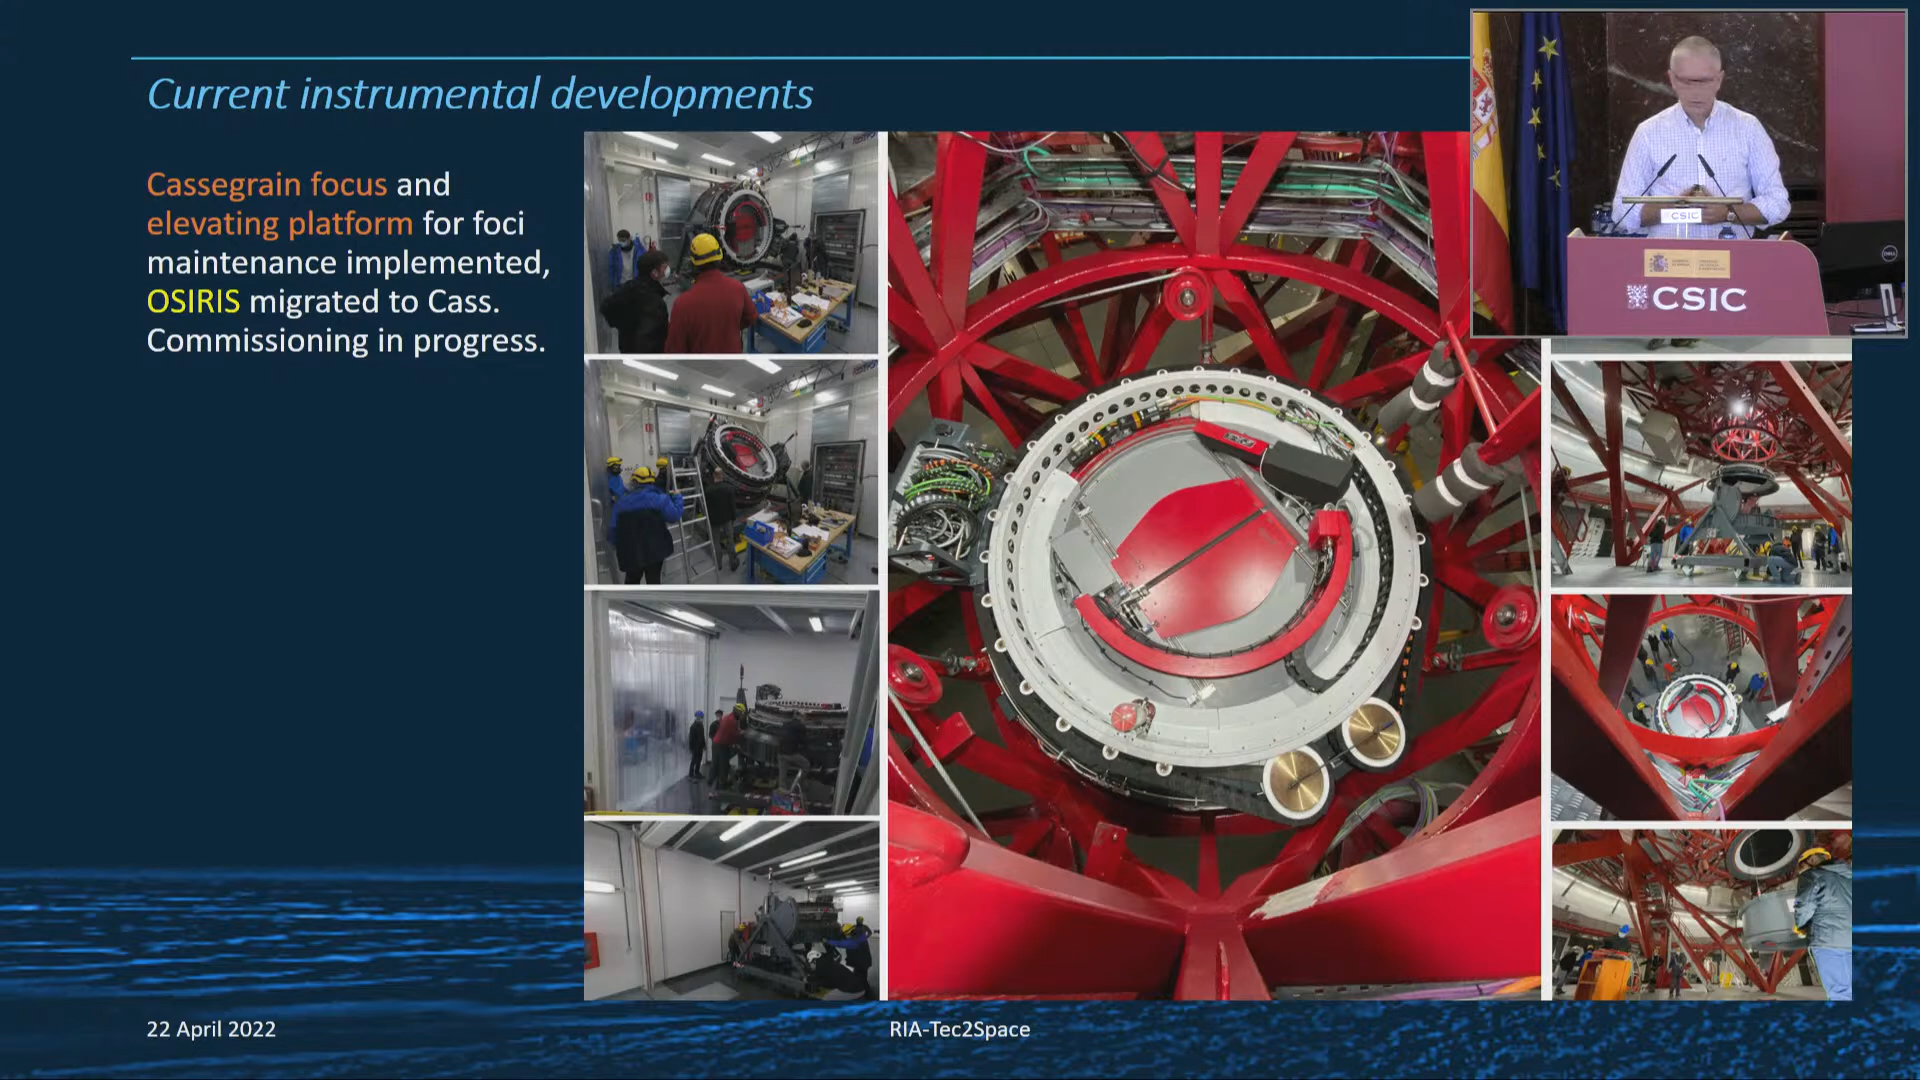 Current instrumental developments
Cassegrain focus and
elevating platform for foci
maintenance implemented,
OSIRIS migrated to Cass.
Commissioning in progress.
CSIC
CSIC
DELL
22 April 2022
RIA-Tec2Space